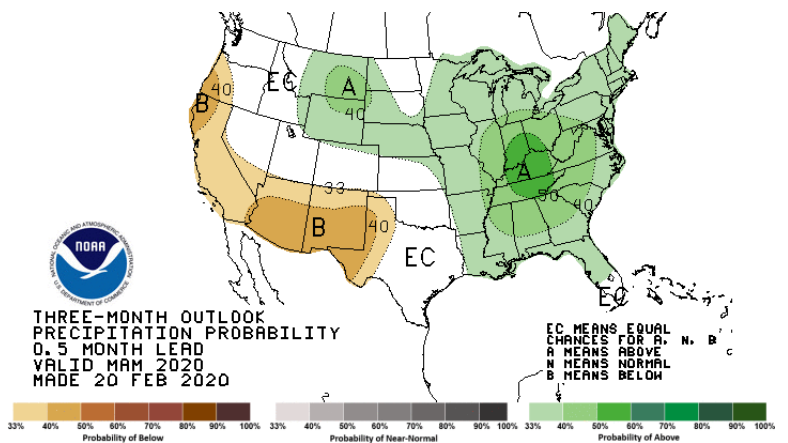 B
40
EC
A
40
33
B
40
EC
A
50
40
EC
NATIONAL OCEANIC AND ATMOSPHERIC ADMINISTRATION
NOAA
U.S. DEPARTMENT OF COMMERCE
THREE-MONTH OUTLOOK
PRECIPITATION PROBABILITY
0.5 MONTH LEAD
VALID MAM 2020
MADE 20 FEB 2020
EC MEANS EQUAL
CHANCES FOR A, N, B
A MEANS ABOVE
N MEANS NORMAL
B MEANS BELOW
33% 40% 50% 60% 70% 80% 90% 100%
Probability of Below
33% 40% 50% 60% 70% 80% 90% 100%
Probability of Near-Normal
33% 40% 50% 60% 70% 80% 90% 100%
Probability of Above